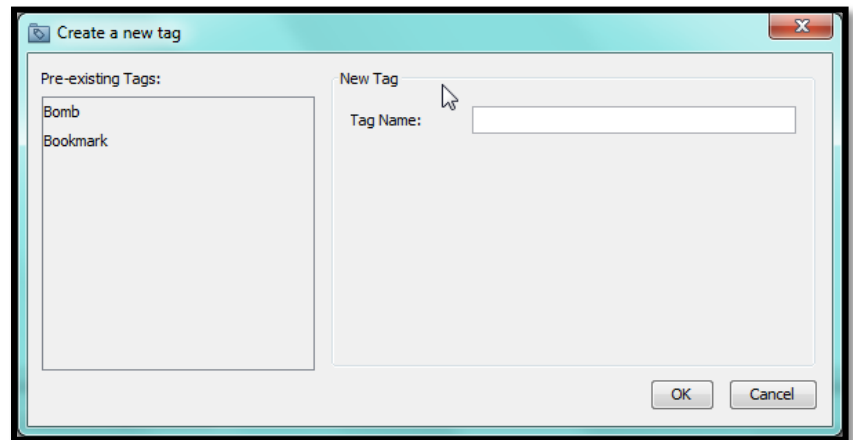 Create a new tag
Pre-existing Tags:
Bomb
Bookmark
New Tag
Tag Name:
OK
Cancel